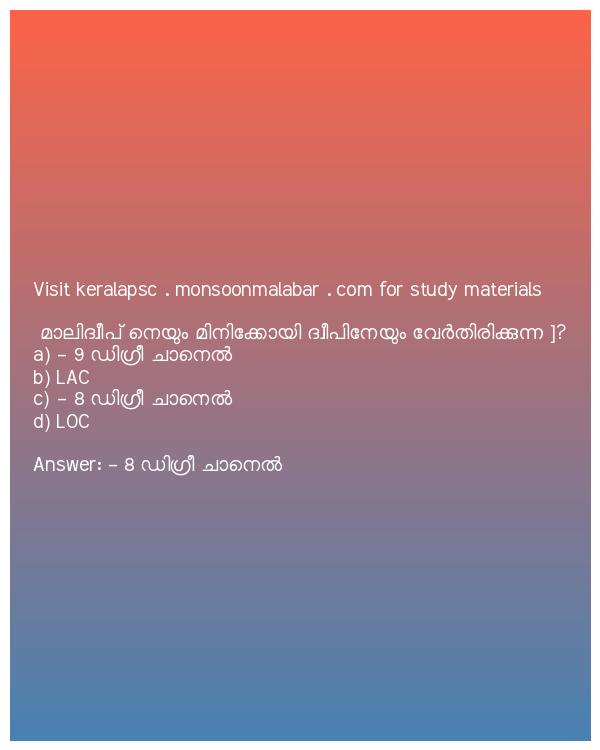 Visit keralapsc . monsoonmalabar . com for study materials
മാലിദ്വീപ് നെയും മിനിക്കോയി ദ്വീപിനേയും വേർതിരിക്കുന്ന ]?
a) – 9 ഡിഗ്രീ ചാനെൽ
b) LAC
c) – 8 ഡിഗ്രീ ചാനെൽ
d) LOC
Answer: – 8 ഡിഗ്രീ ചാനെൽ